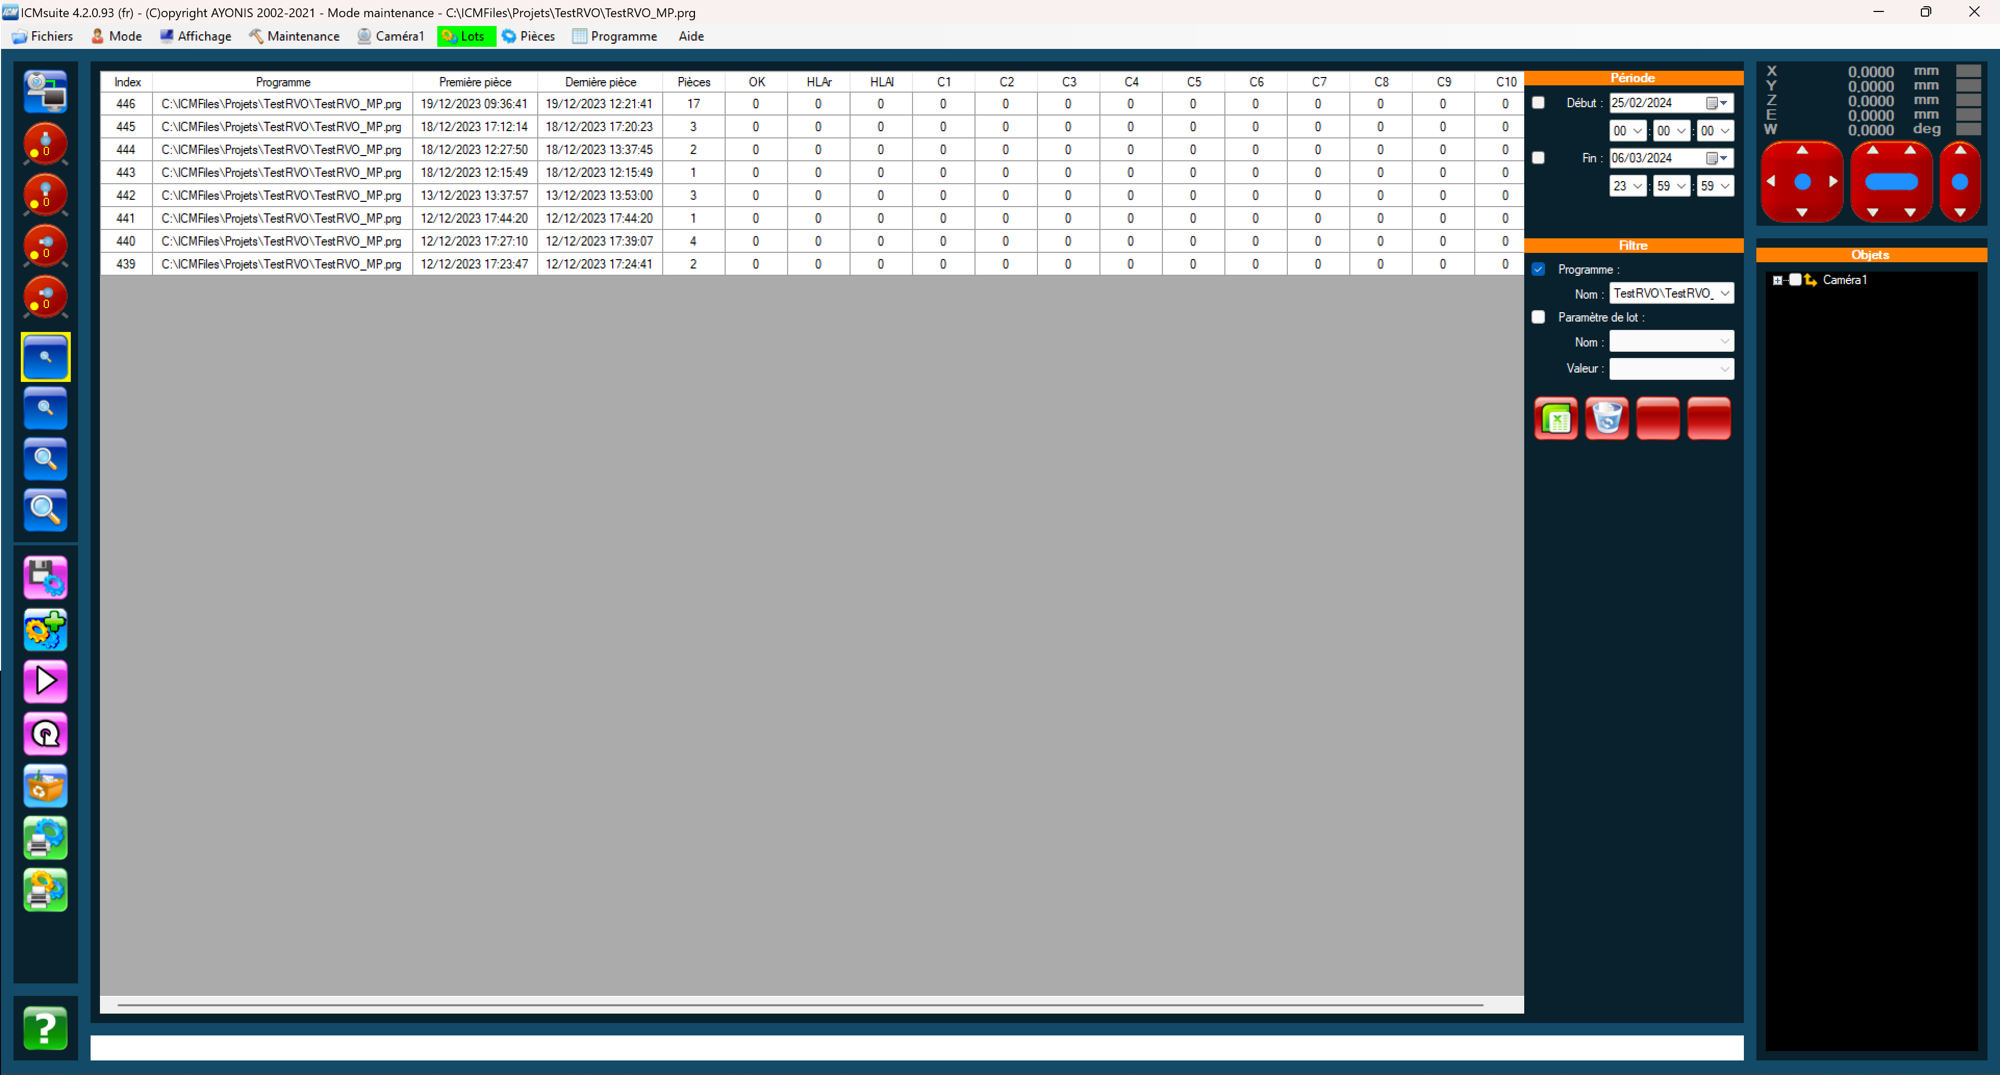 ICMsuite 4.2.0.93 (fr) - (C)opyright AYONIS 2002-2021 - Mode maintenance - C:\ICMFiles\Projets\TestRVO\TestRVO_MP.prg
Fichiers Mode Affichage Maintenance Caméra1 Lots Pièces Programme Aide
Index Programme Première pièce Dernière pièce Pièces OK HLAr HLAl C1 C2 C3 C4 C5 C6 C7 C8 C9 C10
446 C:\ICMFiles\Projets\TestRVO\TestRVO_MP.prg 19/12/2023 09:36:41 19/12/2023 12:21:41 17 0 0 0 0 0 0 0 0 0 0 0 0 0
445 C:\ICMFiles\Projets\TestRVO\TestRVO_MP.prg 18/12/2023 17:12:14 18/12/2023 17:20:23 3 0 0 0 0 0 0 0 0 0 0 0 0 0
444 C:\ICMFiles\Projets\TestRVO\TestRVO_MP.prg 18/12/2023 12:27:50 18/12/2023 13:37:45 2 0 0 0 0 0 0 0 0 0 0 0 0 0
443 C:\ICMFiles\Projets\TestRVO\TestRVO_MP.prg 18/12/2023 12:15:49 18/12/2023 12:15:49 1 0 0 0 0 0 0 0 0 0 0 0 0 0
442 C:\ICMFiles\Projets\TestRVO\TestRVO_MP.prg 13/12/2023 13:37:57 13/12/2023 13:53:00 3 0 0 0 0 0 0 0 0 0 0 0 0 0
441 C:\ICMFiles\Projets\TestRVO\TestRVO_MP.prg 12/12/2023 17:44:20 12/12/2023 17:44:20 1 0 0 0 0 0 0 0 0 0 0 0 0 0
440 C:\ICMFiles\Projets\TestRVO\TestRVO_MP.prg 12/12/2023 17:27:10 12/12/2023 17:39:07 4 0 0 0 0 0 0 0 0 0 0 0 0 0
439 C:\ICMFiles\Projets\TestRVO\TestRVO_MP.prg 12/12/2023 17:23:47 12/12/2023 17:24:41 2 0 0 0 0 0 0 0 0 0 0 0 0 0
0
0
0
0
?
Période
Début : 25/02/2024
00 : 00 : 00
Fin : 06/03/2024
23 : 59 : 59
Filtre
Programme :
Nom : TestRVO\TestRVO_
Paramètre de lot :
Nom :
Valeur :
X 0.0000 mm
Y 0.0000 mm
Z 0.0000 mm
E 0.0000 mm
W 0.0000 deg
Objets
Caméra1